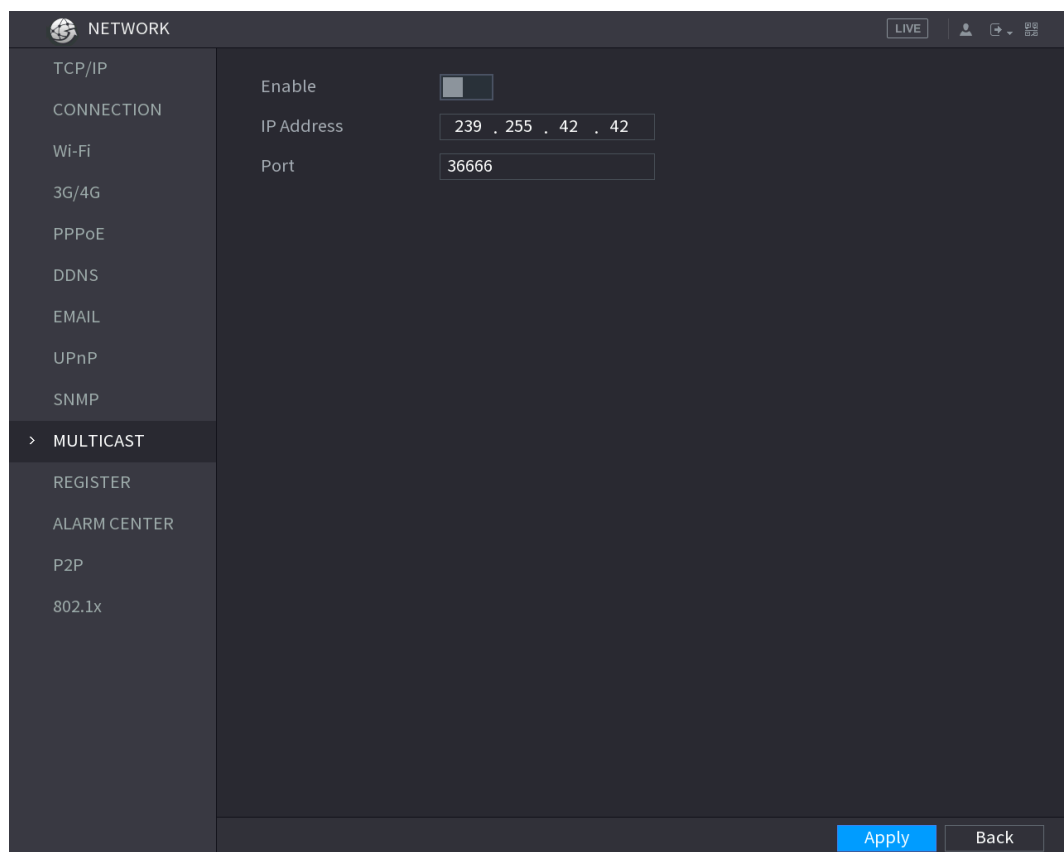 NETWORK
LIVE
TCP/IP
CONNECTION
Wi-Fi
3G/4G
PPPoE
DDNS
EMAIL
UPnP
SNMP
> MULTICAST
REGISTER
ALARM CENTER
P2P
802.1x
Enable
IP Address 239 . 255 . 42 . 42
Port 36666
Apply Back